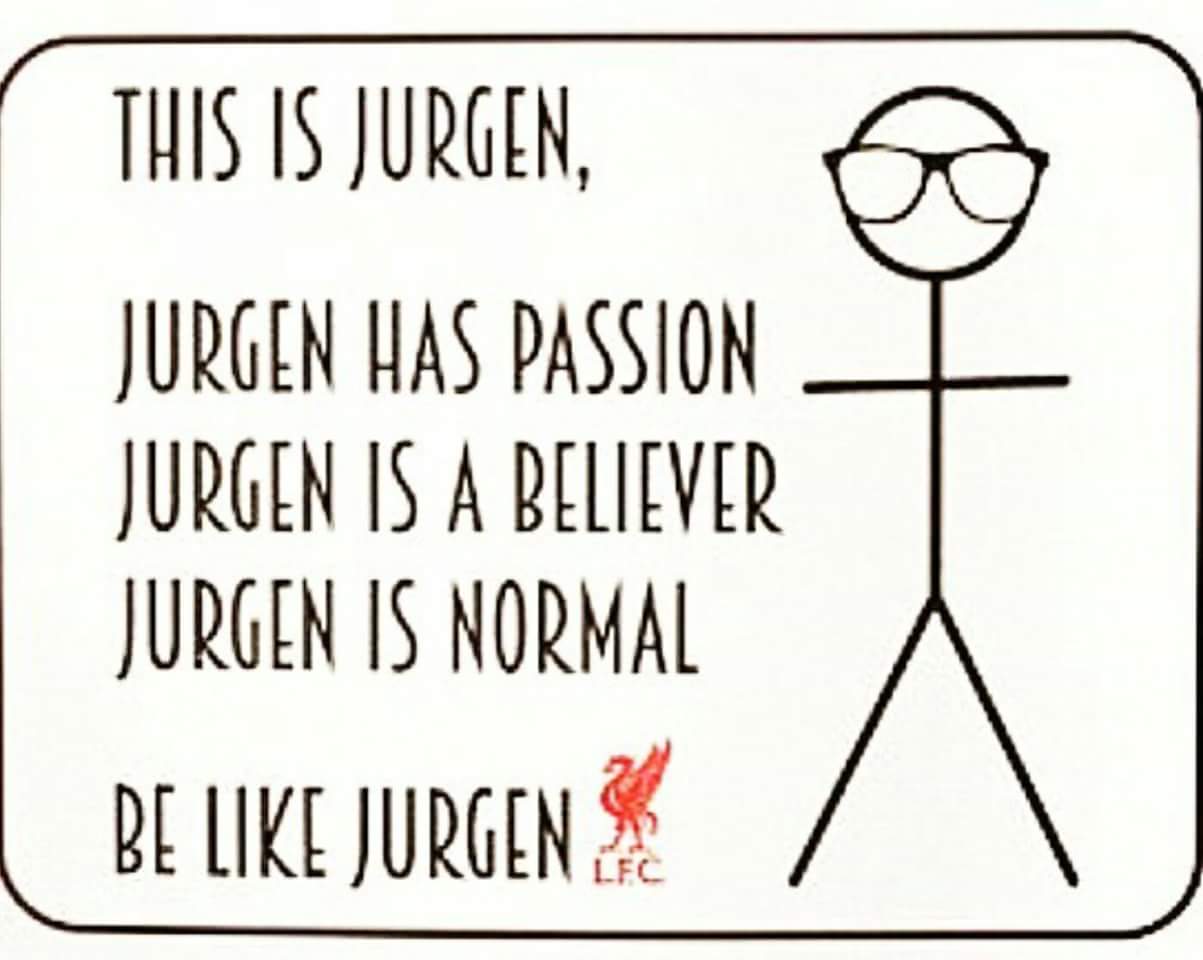 THIS IS JURGEN,
JURGEN HAS PASSION
JURGEN IS A BELIEVER
JURGEN IS NORMAL
BE LIKE JURGEN
L.F.C.